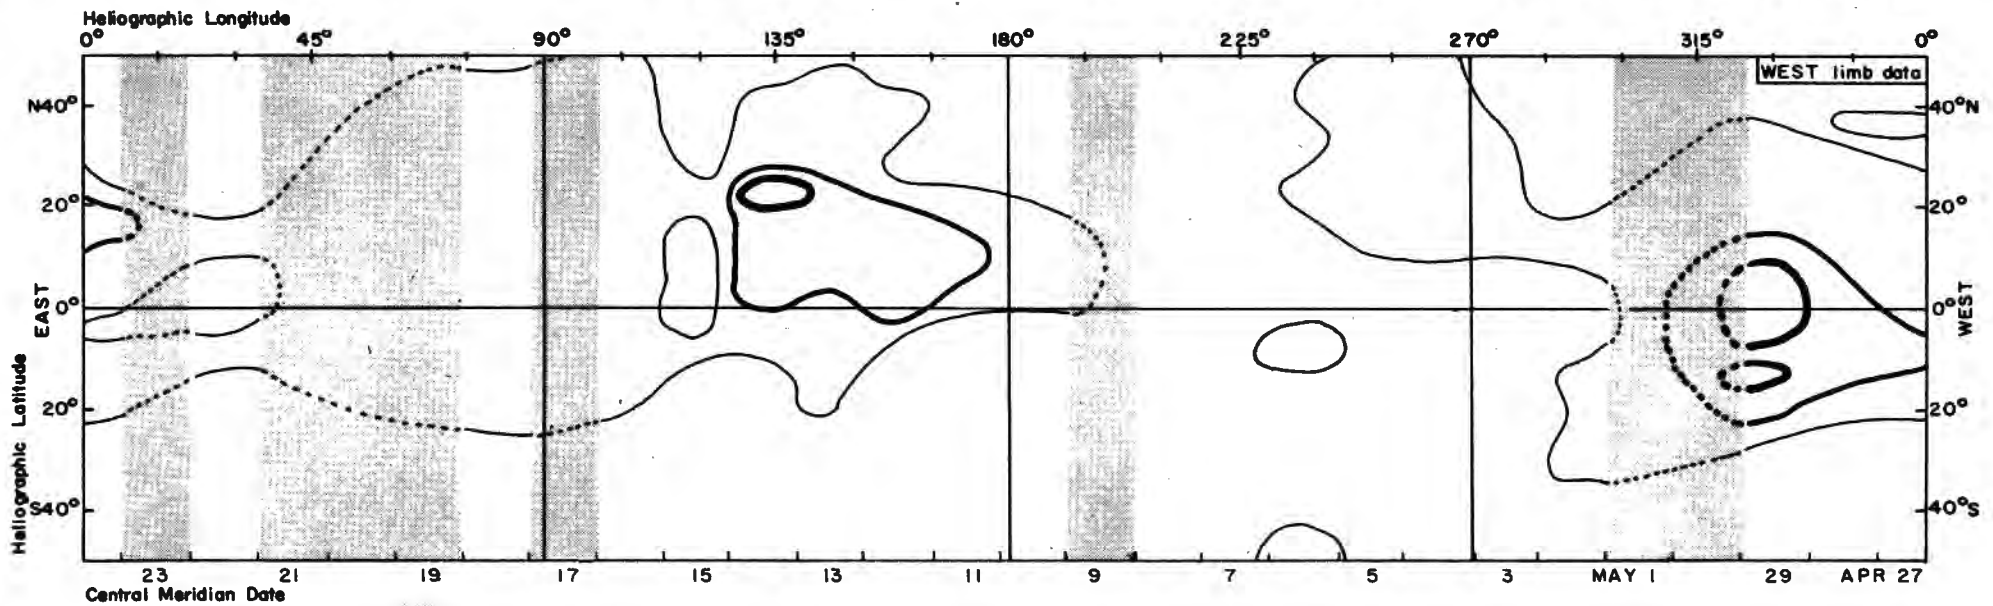 Heliographic Longitude
0° 45° 90° 135° 180° 225° 270° 315° 0°
WEST limb data
N40° 40°N
20° 20°
EAST 0° 0° WEST
20° 20°
S40° 40°S
Heliographic Latitude
23 21 19 17 15 13 11 9 7 5 3 MAY 1 29 APR 27
Central Meridian Date